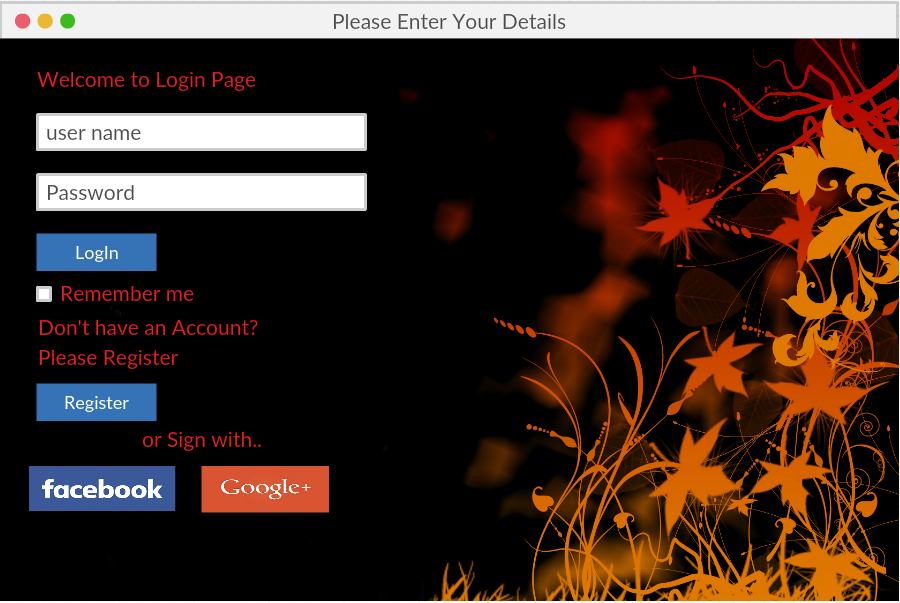 Please Enter Your Details
Welcome to Login Page
user name
Password
LogIn
Remember me
Don't have an Account?
Please Register
Register
or Sign with..
facebook
Google+